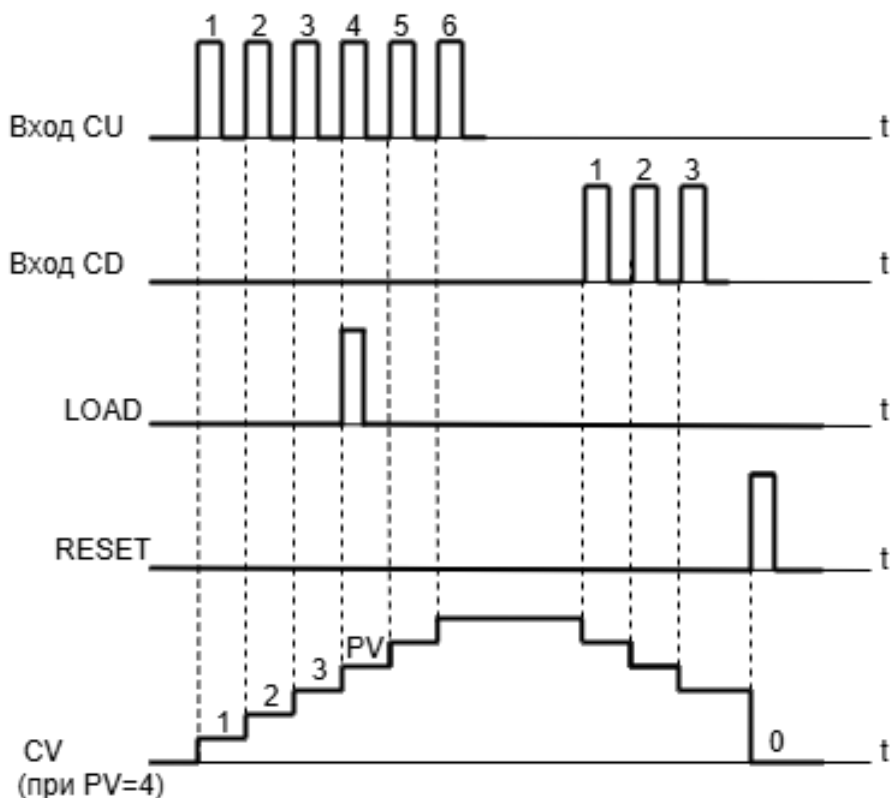 1 2 3 4 5 6
Вход CU t
1 2 3
Вход CD t
LOAD t
RESET t
PV
3
2
1
0
CV t
(при PV=4)